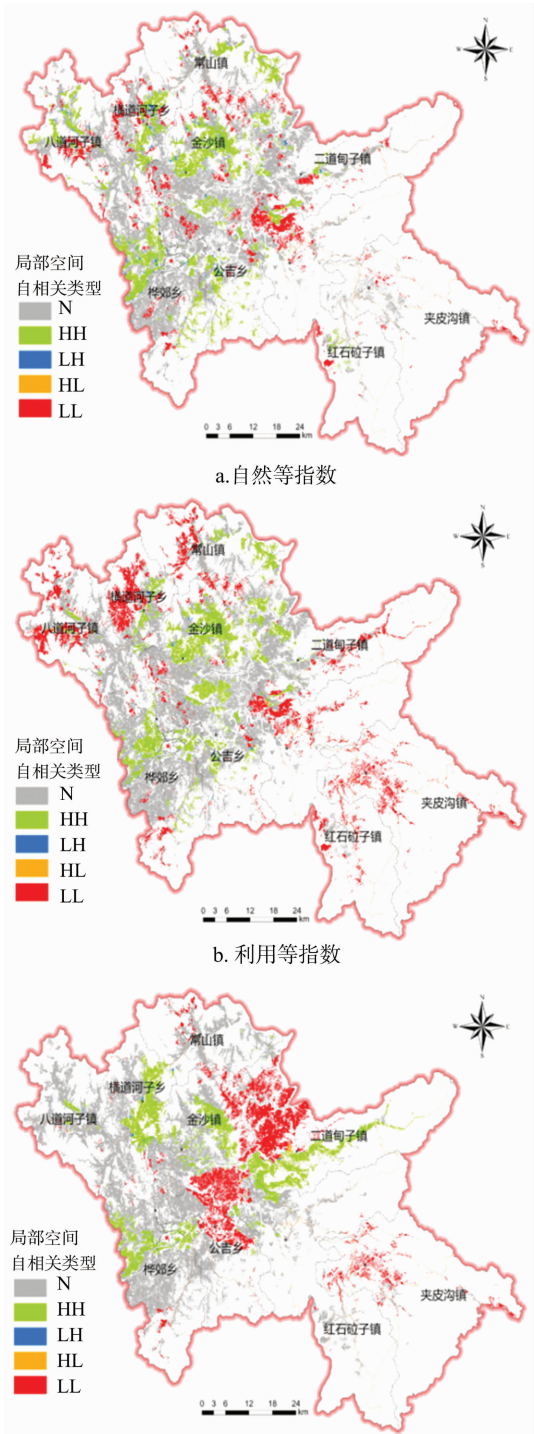 N
W
E
S
常山镇
横道河子乡
八道河子镇
金沙镇
二道甸子镇
公吉乡
桦郊乡
夹皮沟镇
红石砬子镇
局部空间
自相关类型
N
HH
LH
HL
LL
0 3 6 12 18 24
km
a.自然等指数
N
W
E
S
常山镇
横道河子乡
八道河子镇
金沙镇
二道甸子镇
公吉乡
桦郊乡
夹皮沟镇
红石砬子镇
局部空间
自相关类型
N
HH
LH
HL
LL
0 3 6 12 18 24
km
b. 利用等指数
N
W
E
S
常山镇
横道河子乡
八道河子镇
金沙镇
二道甸子镇
公吉乡
桦郊乡
夹皮沟镇
红石砬子镇
局部空间
自相关类型
N
HH
LH
HL
LL
0 3 6 12 18 24
km